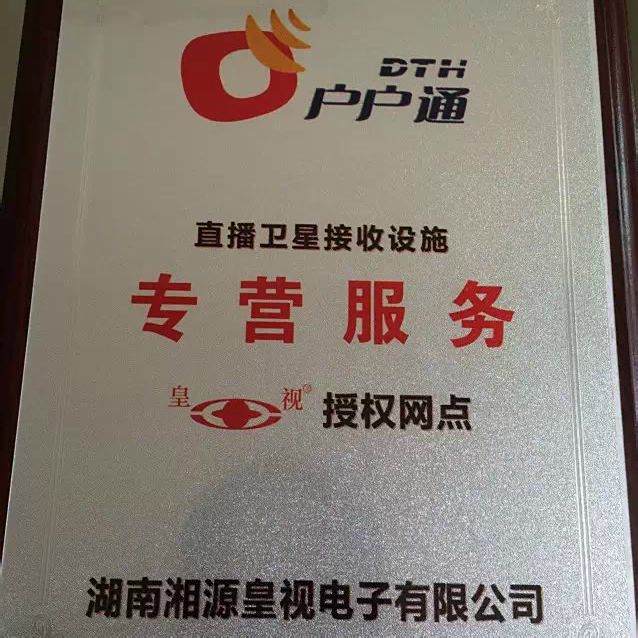 DTH
户户通
直播卫星接收设施
专营服务
皇视® 授权网点
湖南湘源皇视电子有限公司